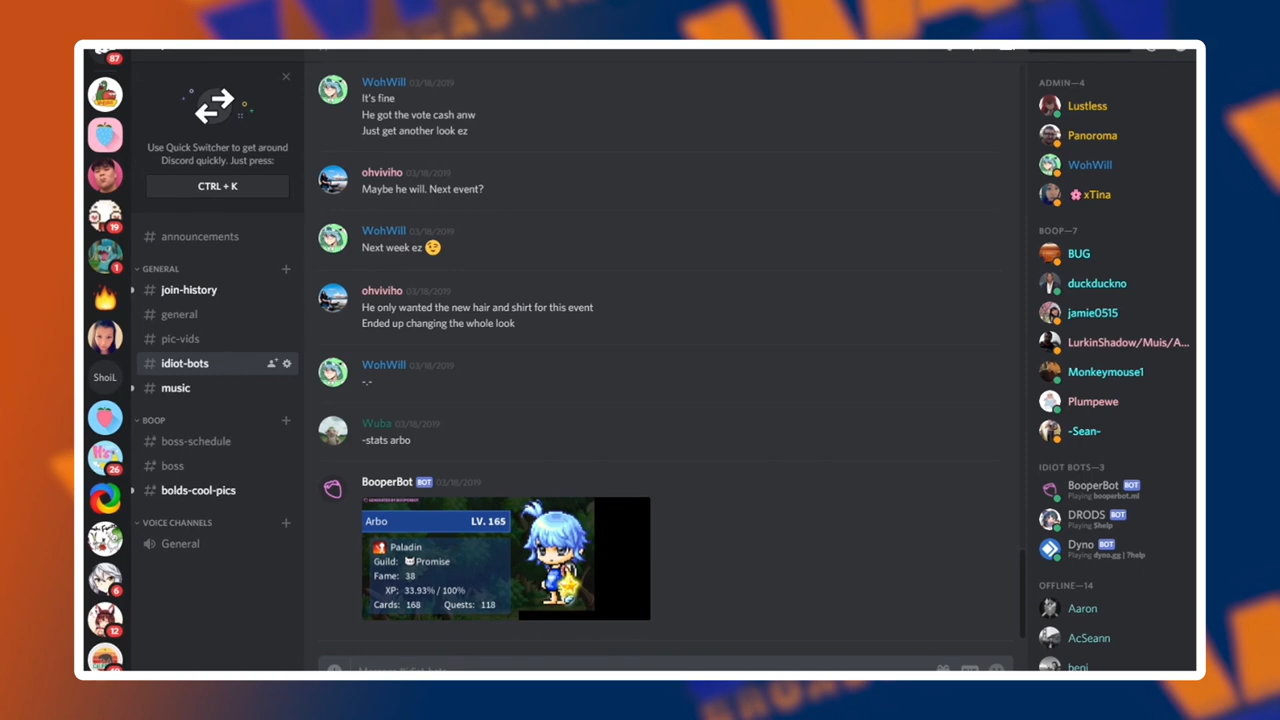 87
19
1
ShoiL
26
6
12
Use Quick Switcher to get around
Discord quickly. Just press:
CTRL + K
# announcements
GENERAL
# join-history
# general
# pic-vids
# idiot-bots
# music
BOOP
# boss-schedule
# boss
# bolds-cool-pics
VOICE CHANNELS
General
WohWill 03/18/2019
It's fine
He got the vote cash anw
Just get another look ez
ohviviho 03/18/2019
Maybe he will. Next event?
WohWill 03/18/2019
Next week ez 😉
ohviviho 03/18/2019
He only wanted the new hair and shirt for this event
Ended up changing the whole look
WohWill 03/18/2019
-.-
Wuba 03/18/2019
-stats arbo
BooperBot BOT 03/18/2019
GENERATED BY BOOPERBOT
Arbo LV. 165
Paladin
Guild: Promise
Fame: 38
XP: 33.93% / 100%
Cards: 168 Quests: 118
ADMIN—4
Lustless
Panoroma
WohWill
🌸 xTina
BOOP—7
BUG
duckduckno
jamie0515
LurkinShadow/Muis/A...
Monkeymouse1
Plumpewe
-Sean-
IDIOT BOTS—3
BooperBot BOT
Playing booperbot.ml
DRODS BOT
Playing $help
Dyno BOT
Playing dyno.gg | ?help
OFFLINE—14
Aaron
AcSeann
beni